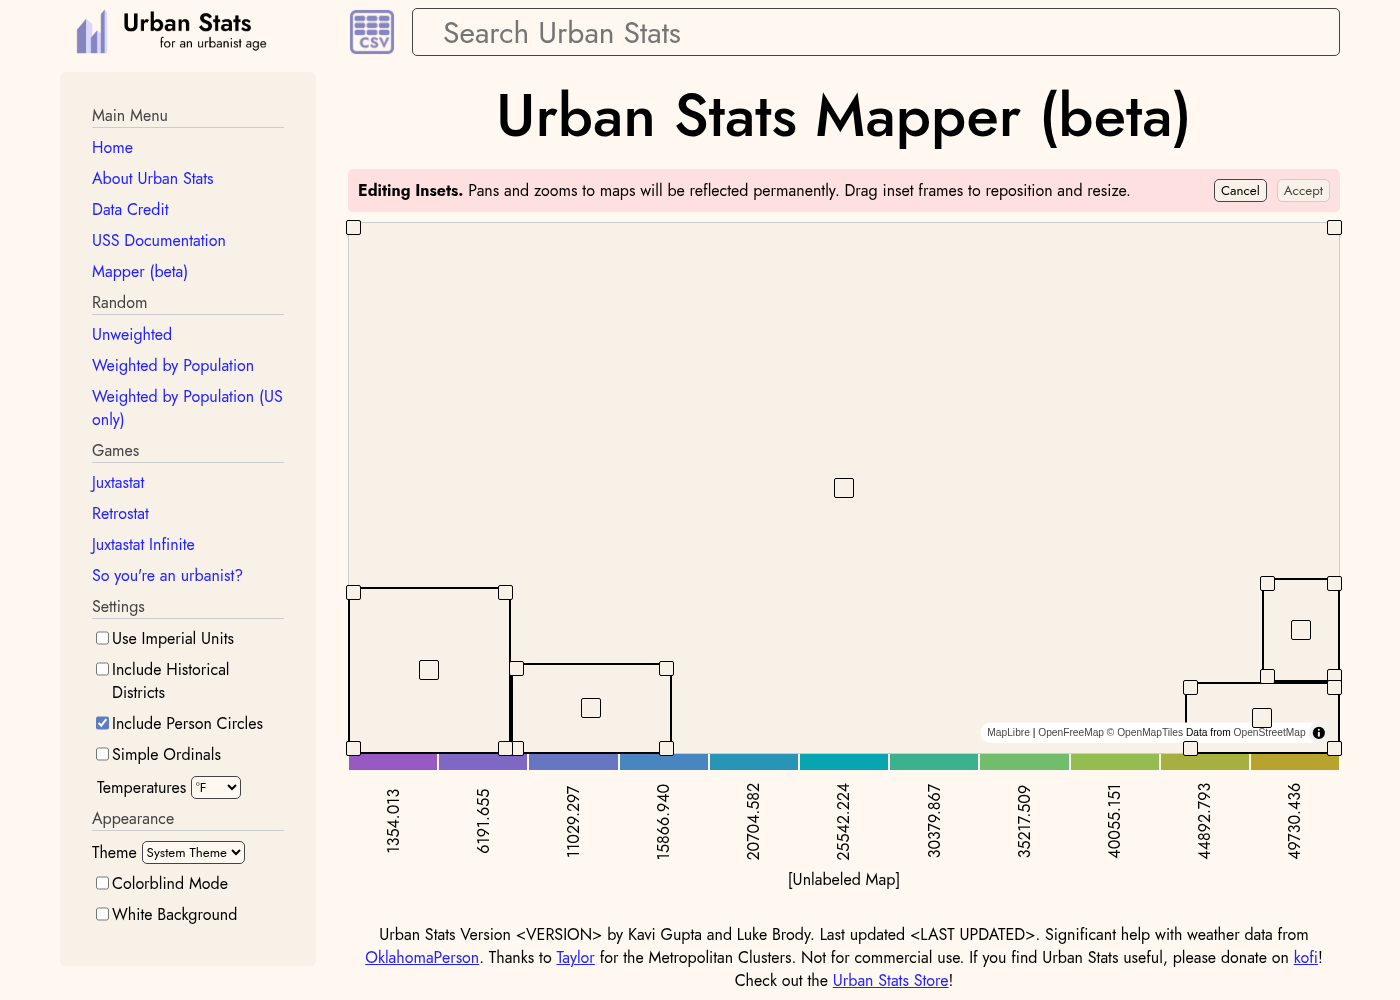 Urban Stats
for an urbanist age
CSV
Search Urban Stats
Main Menu
Home
About Urban Stats
Data Credit
USS Documentation
Mapper (beta)
Random
Unweighted
Weighted by Population
Weighted by Population (US
only)
Games
Juxtastat
Retrostat
Juxtastat Infinite
So you're an urbanist?
Settings
Use Imperial Units
Include Historical
Districts
Include Person Circles
Simple Ordinals
Temperatures °F
Appearance
Theme System Theme
Colorblind Mode
White Background
Urban Stats Mapper (beta)
Editing Insets. Pans and zooms to maps will be reflected permanently. Drag inset frames to reposition and resize. Cancel Accept
MapLibre | OpenFreeMap © OpenMapTiles Data from OpenStreetMap
1354.013
6191.655
11029.297
15866.940
20704.582
25542.224
30379.867
35217.509
40055.151
44892.793
49730.436
[Unlabeled Map]
Urban Stats Version <VERSION> by Kavi Gupta and Luke Brody. Last updated <LAST UPDATED>. Significant help with weather data from
OklahomaPerson. Thanks to Taylor for the Metropolitan Clusters. Not for commercial use. If you find Urban Stats useful, please donate on kofi!
Check out the Urban Stats Store!